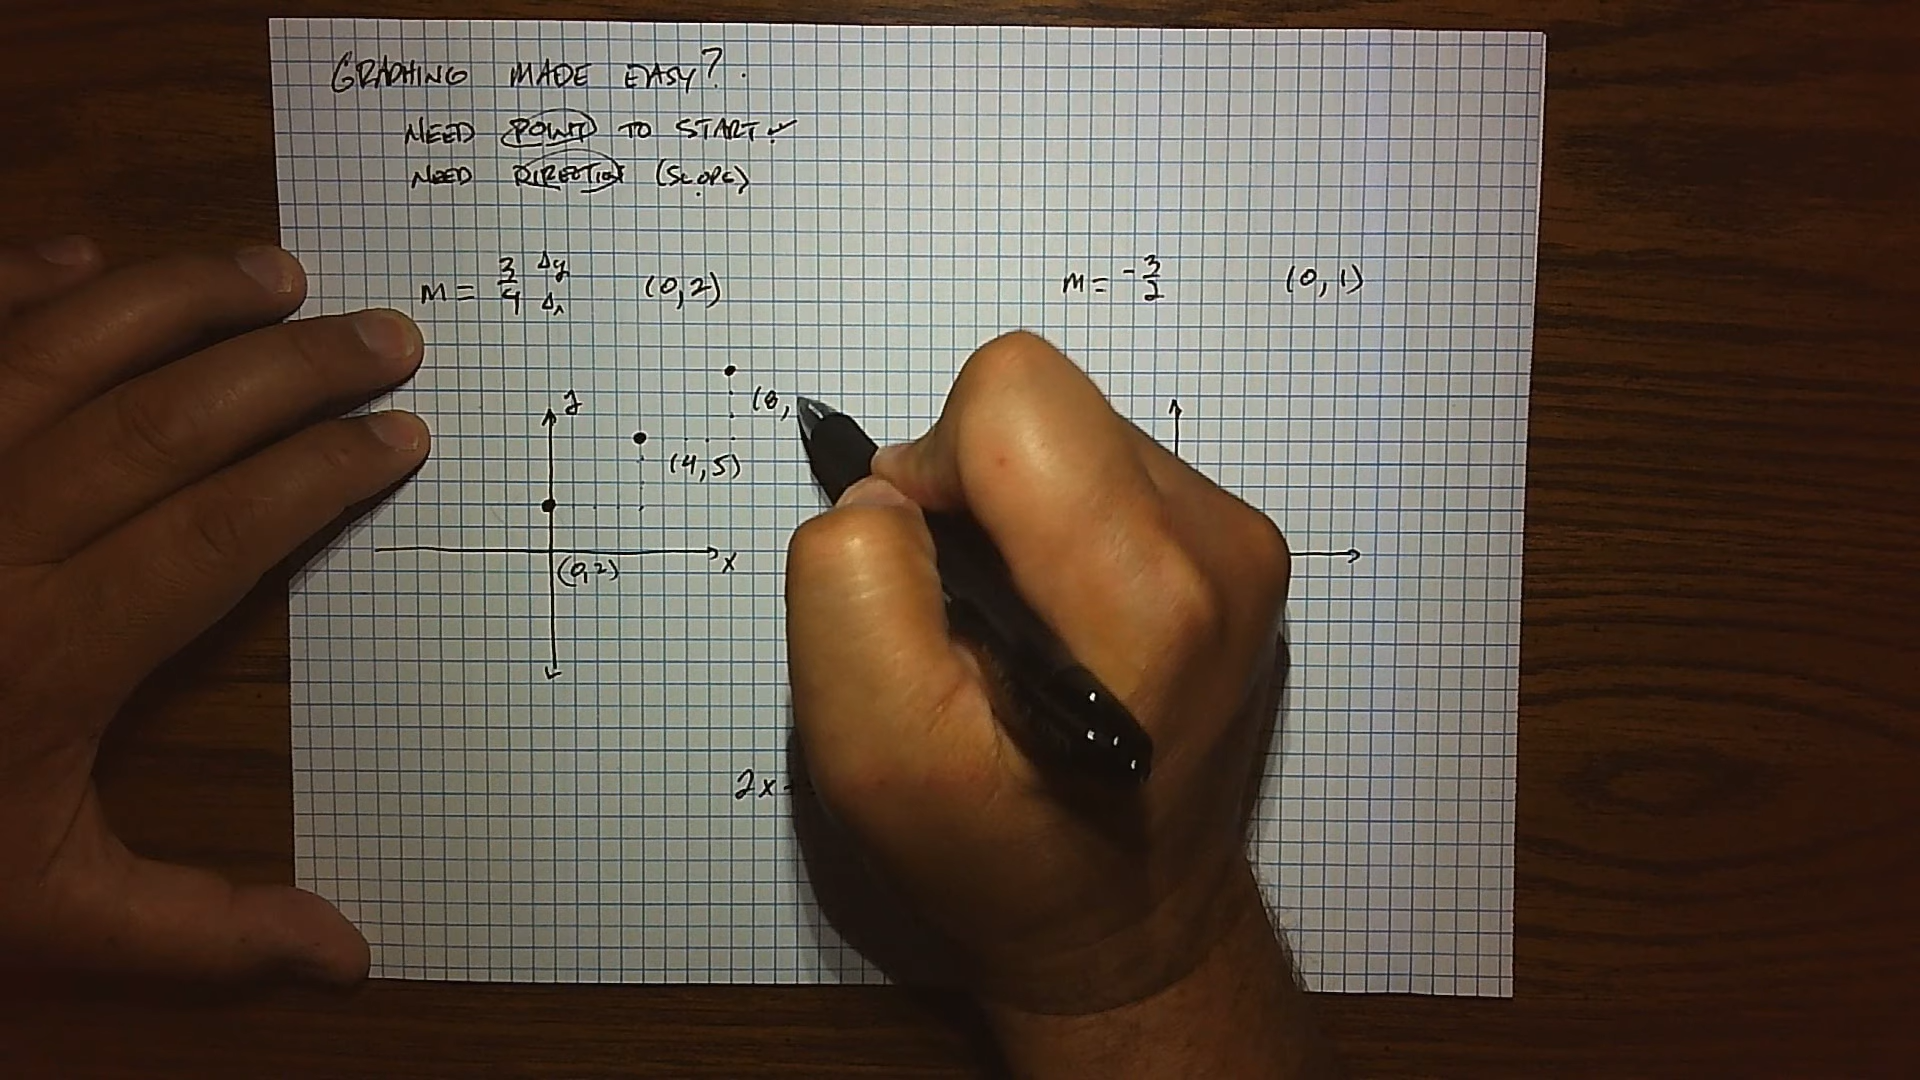 GRAPHING MADE EASY?
NEED POINT TO START ✓
NEED DIRECTION (SLOPE)
M = 3/4 Δy/Δx (0,2)
M = -3/2 (0,1)
y
(8,
(4,5)
x
(0,2)
2x